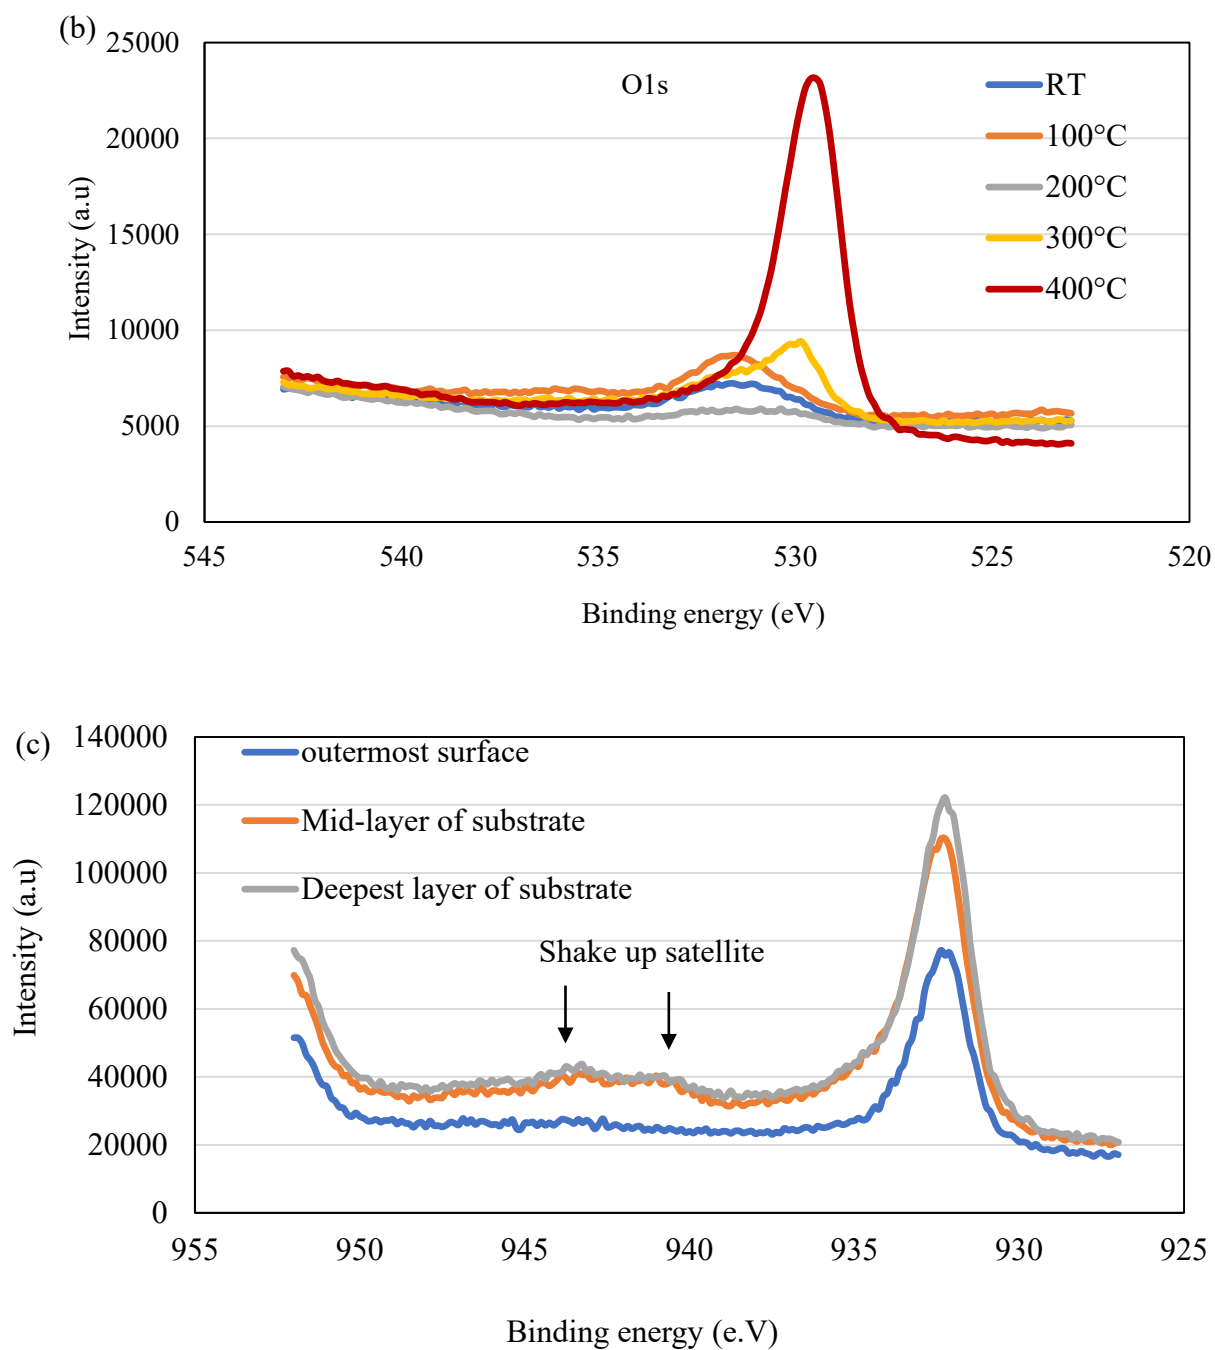 (b)
25000
20000
15000
10000
5000
0
Intensity (a.u)
O1s
RT
100°C
200°C
300°C
400°C
545 540 535 530 525 520
Binding energy (eV)
(c)
140000
120000
100000
80000
60000
40000
20000
0
Intensity (a.u)
outermost surface
Mid-layer of substrate
Deepest layer of substrate
Shake up satellite
955 950 945 940 935 930 925
Binding energy (e.V)